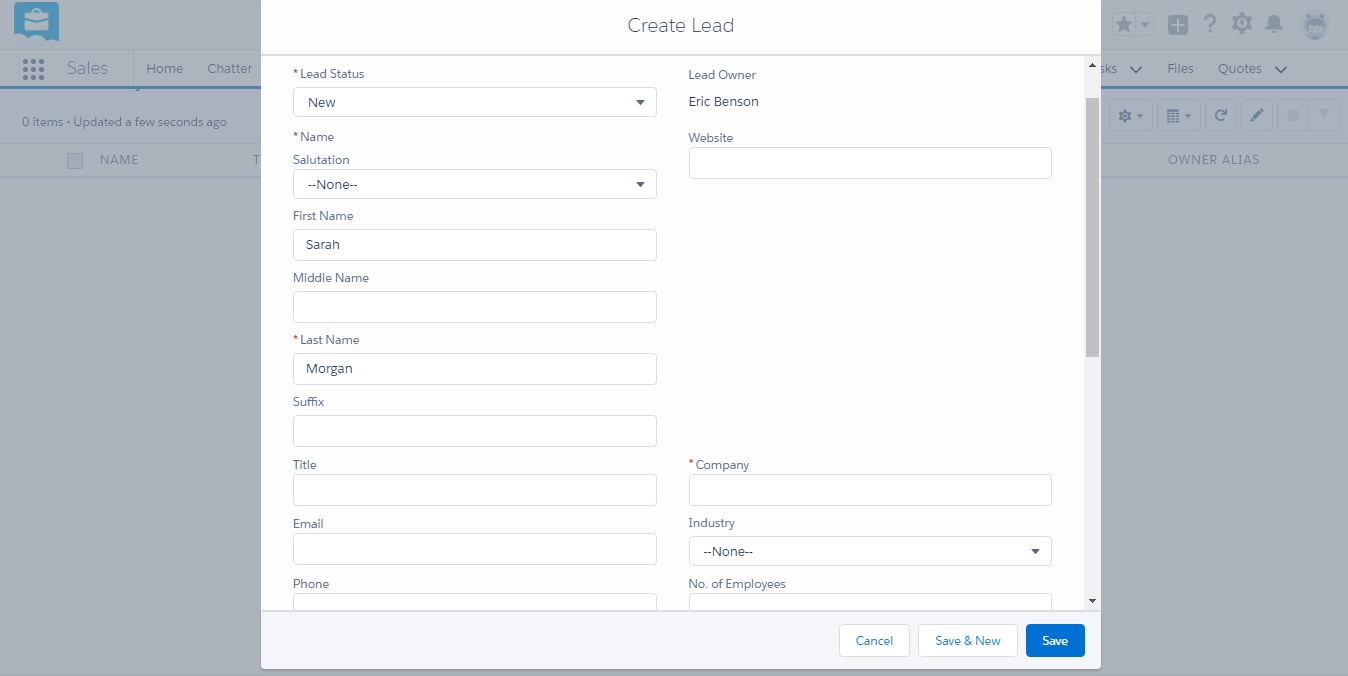 Create Lead
Sales
Home
Chatter
sks
Files
Quotes
0 items • Updated a few seconds ago
NAME
T
OWNER ALIAS
* Lead Status
New
Lead Owner
Eric Benson
* Name
Website
Salutation
--None--
First Name
Sarah
Middle Name
* Last Name
Morgan
Suffix
Title
* Company
Email
Industry
--None--
Phone
No. of Employees
Cancel
Save & New
Save